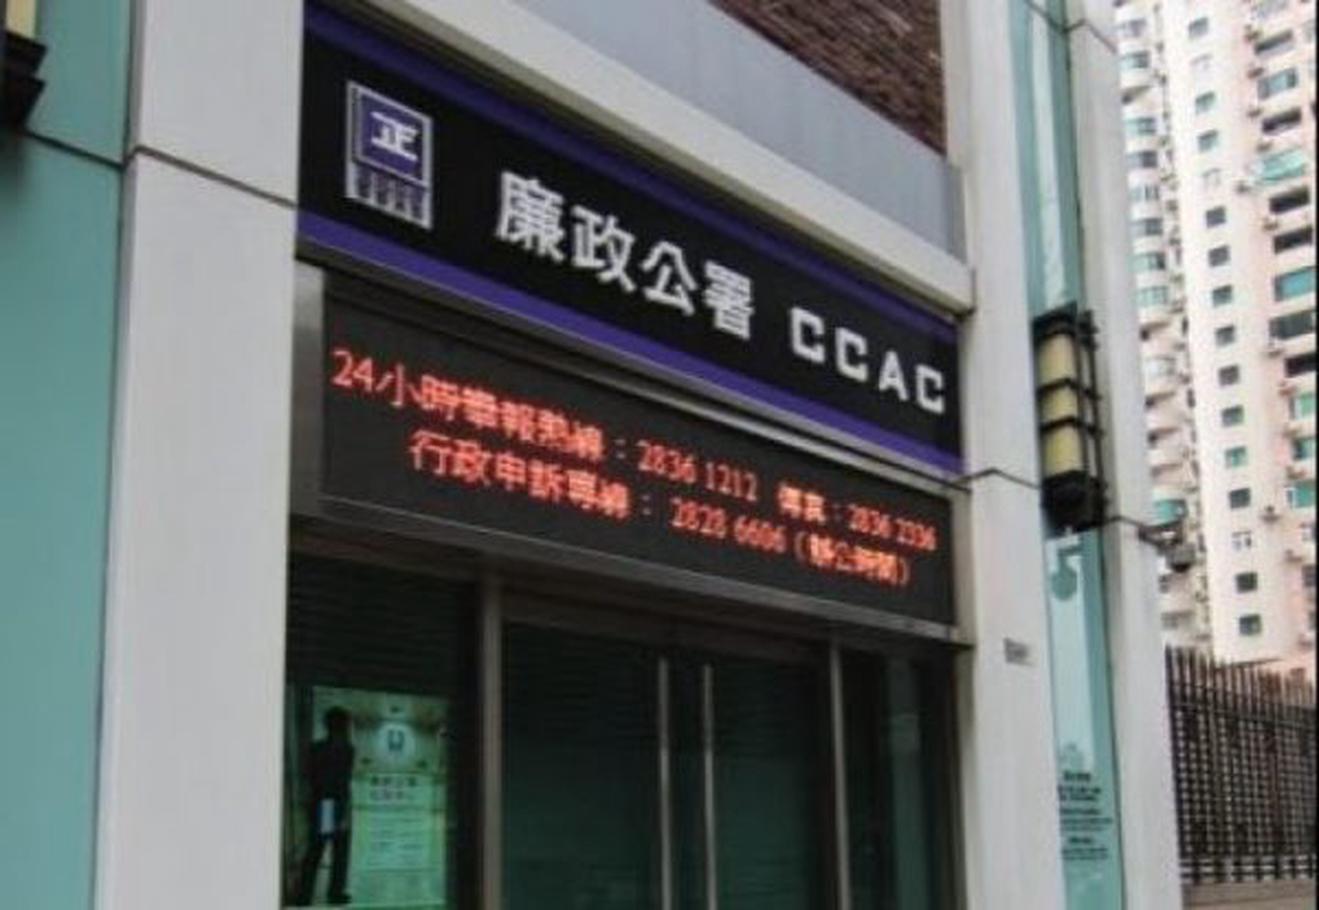 正
廉政公署 CCAC
24小時舉報熱線：2836 1212 傳真：2836 2336
行政申訴專線： 2828 6606（辦公時間）